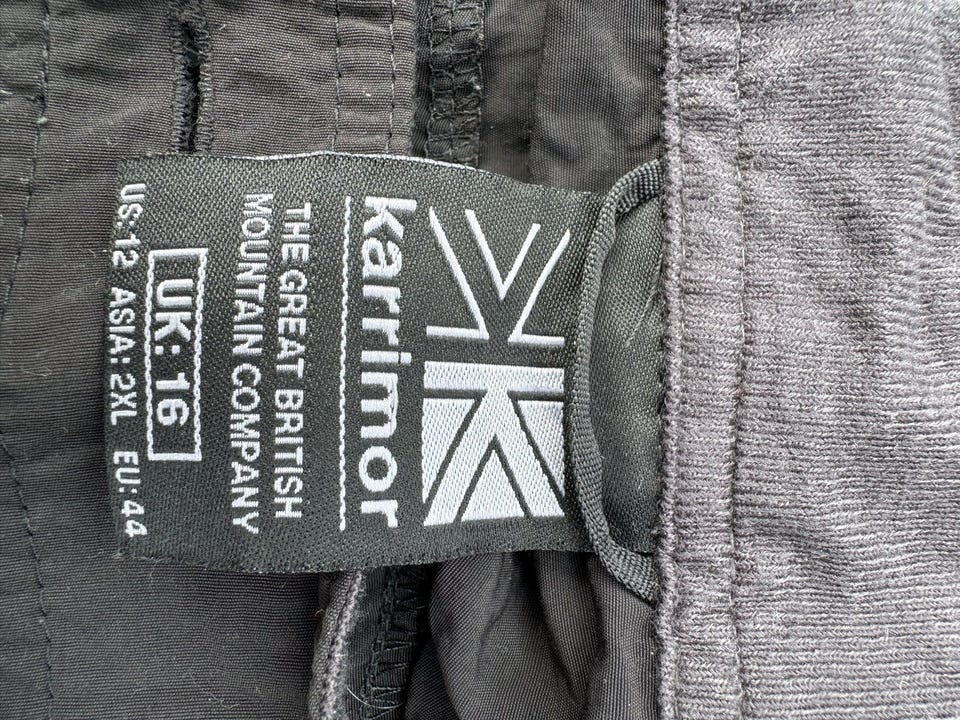 karrimor
THE GREAT BRITISH
MOUNTAIN COMPANY
UK: 16
US:12 ASIA:2XL EU:44